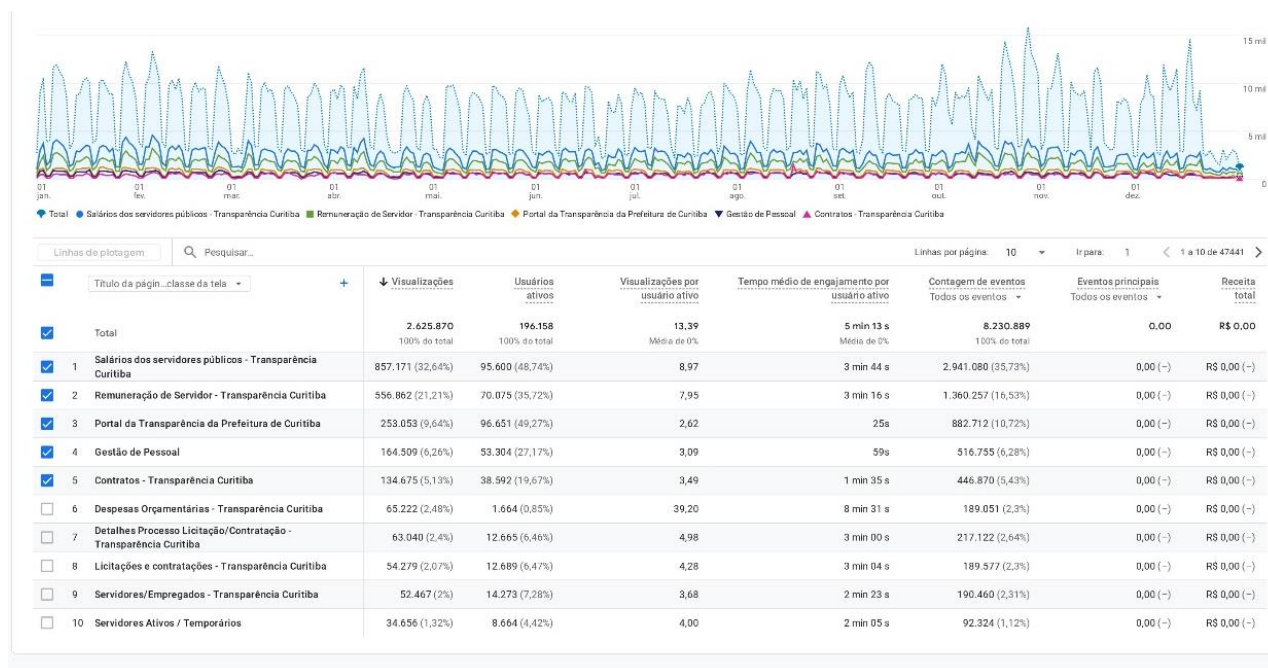 15 mil
10 mil
5 mil
0
01 01 01 01 01 01 01 01 01 01 01 01
jan. fev. mar. abr. mai. jun. jul. ago. set. out. nov. dez.
Total Salários dos servidores públicos - Transparência Curitiba Remuneração de Servidor - Transparência Curitiba Portal da Transparência da Prefeitura de Curitiba Gestão de Pessoal Contratos - Transparência Curitiba
Linhas de plotagem Pesquisar... Linhas por página: 10 Ir para: 1 1 a 10 de 47441
Título da págin...classe da tela + Visualizações Usuários ativos Visualizações por usuário ativo Tempo médio de engajamento por usuário ativo Contagem de eventos Eventos principais Receita total
Todos os eventos Todos os eventos
Total 2.625.870 196.158 13,39 5 min 13 s 8.230.889 0,00 R$ 0,00
100% do total 100% do total Média de 0% Média de 0% 100% do total
1 Salários dos servidores públicos - Transparência Curitiba 857.171 (32,64%) 95.600 (48,74%) 8,97 3 min 44 s 2.941.080 (35,73%) 0,00 (–) R$ 0,00 (–)
2 Remuneração de Servidor - Transparência Curitiba 556.862 (21,21%) 70.075 (35,72%) 7,95 3 min 16 s 1.360.257 (16,53%) 0,00 (–) R$ 0,00 (–)
3 Portal da Transparência da Prefeitura de Curitiba 253.053 (9,64%) 96.651 (49,27%) 2,62 25s 882.712 (10,72%) 0,00 (–) R$ 0,00 (–)
4 Gestão de Pessoal 164.509 (6,26%) 53.304 (27,17%) 3,09 59s 516.755 (6,28%) 0,00 (–) R$ 0,00 (–)
5 Contratos - Transparência Curitiba 134.675 (5,13%) 38.592 (19,67%) 3,49 1 min 35 s 446.870 (5,43%) 0,00 (–) R$ 0,00 (–)
6 Despesas Orçamentárias - Transparência Curitiba 65.222 (2,48%) 1.664 (0,85%) 39,20 8 min 31 s 189.051 (2,3%) 0,00 (–) R$ 0,00 (–)
7 Detalhes Processo Licitação/Contratação - Transparência Curitiba 63.040 (2,4%) 12.665 (6,46%) 4,98 3 min 00 s 217.122 (2,64%) 0,00 (–) R$ 0,00 (–)
8 Licitações e contratações - Transparência Curitiba 54.279 (2,07%) 12.689 (6,47%) 4,28 3 min 04 s 189.577 (2,3%) 0,00 (–) R$ 0,00 (–)
9 Servidores/Empregados - Transparência Curitiba 52.467 (2%) 14.273 (7,28%) 3,68 2 min 23 s 190.460 (2,31%) 0,00 (–) R$ 0,00 (–)
10 Servidores Ativos / Temporários 34.656 (1,32%) 8.664 (4,42%) 4,00 2 min 05 s 92.324 (1,12%) 0,00 (–) R$ 0,00 (–)